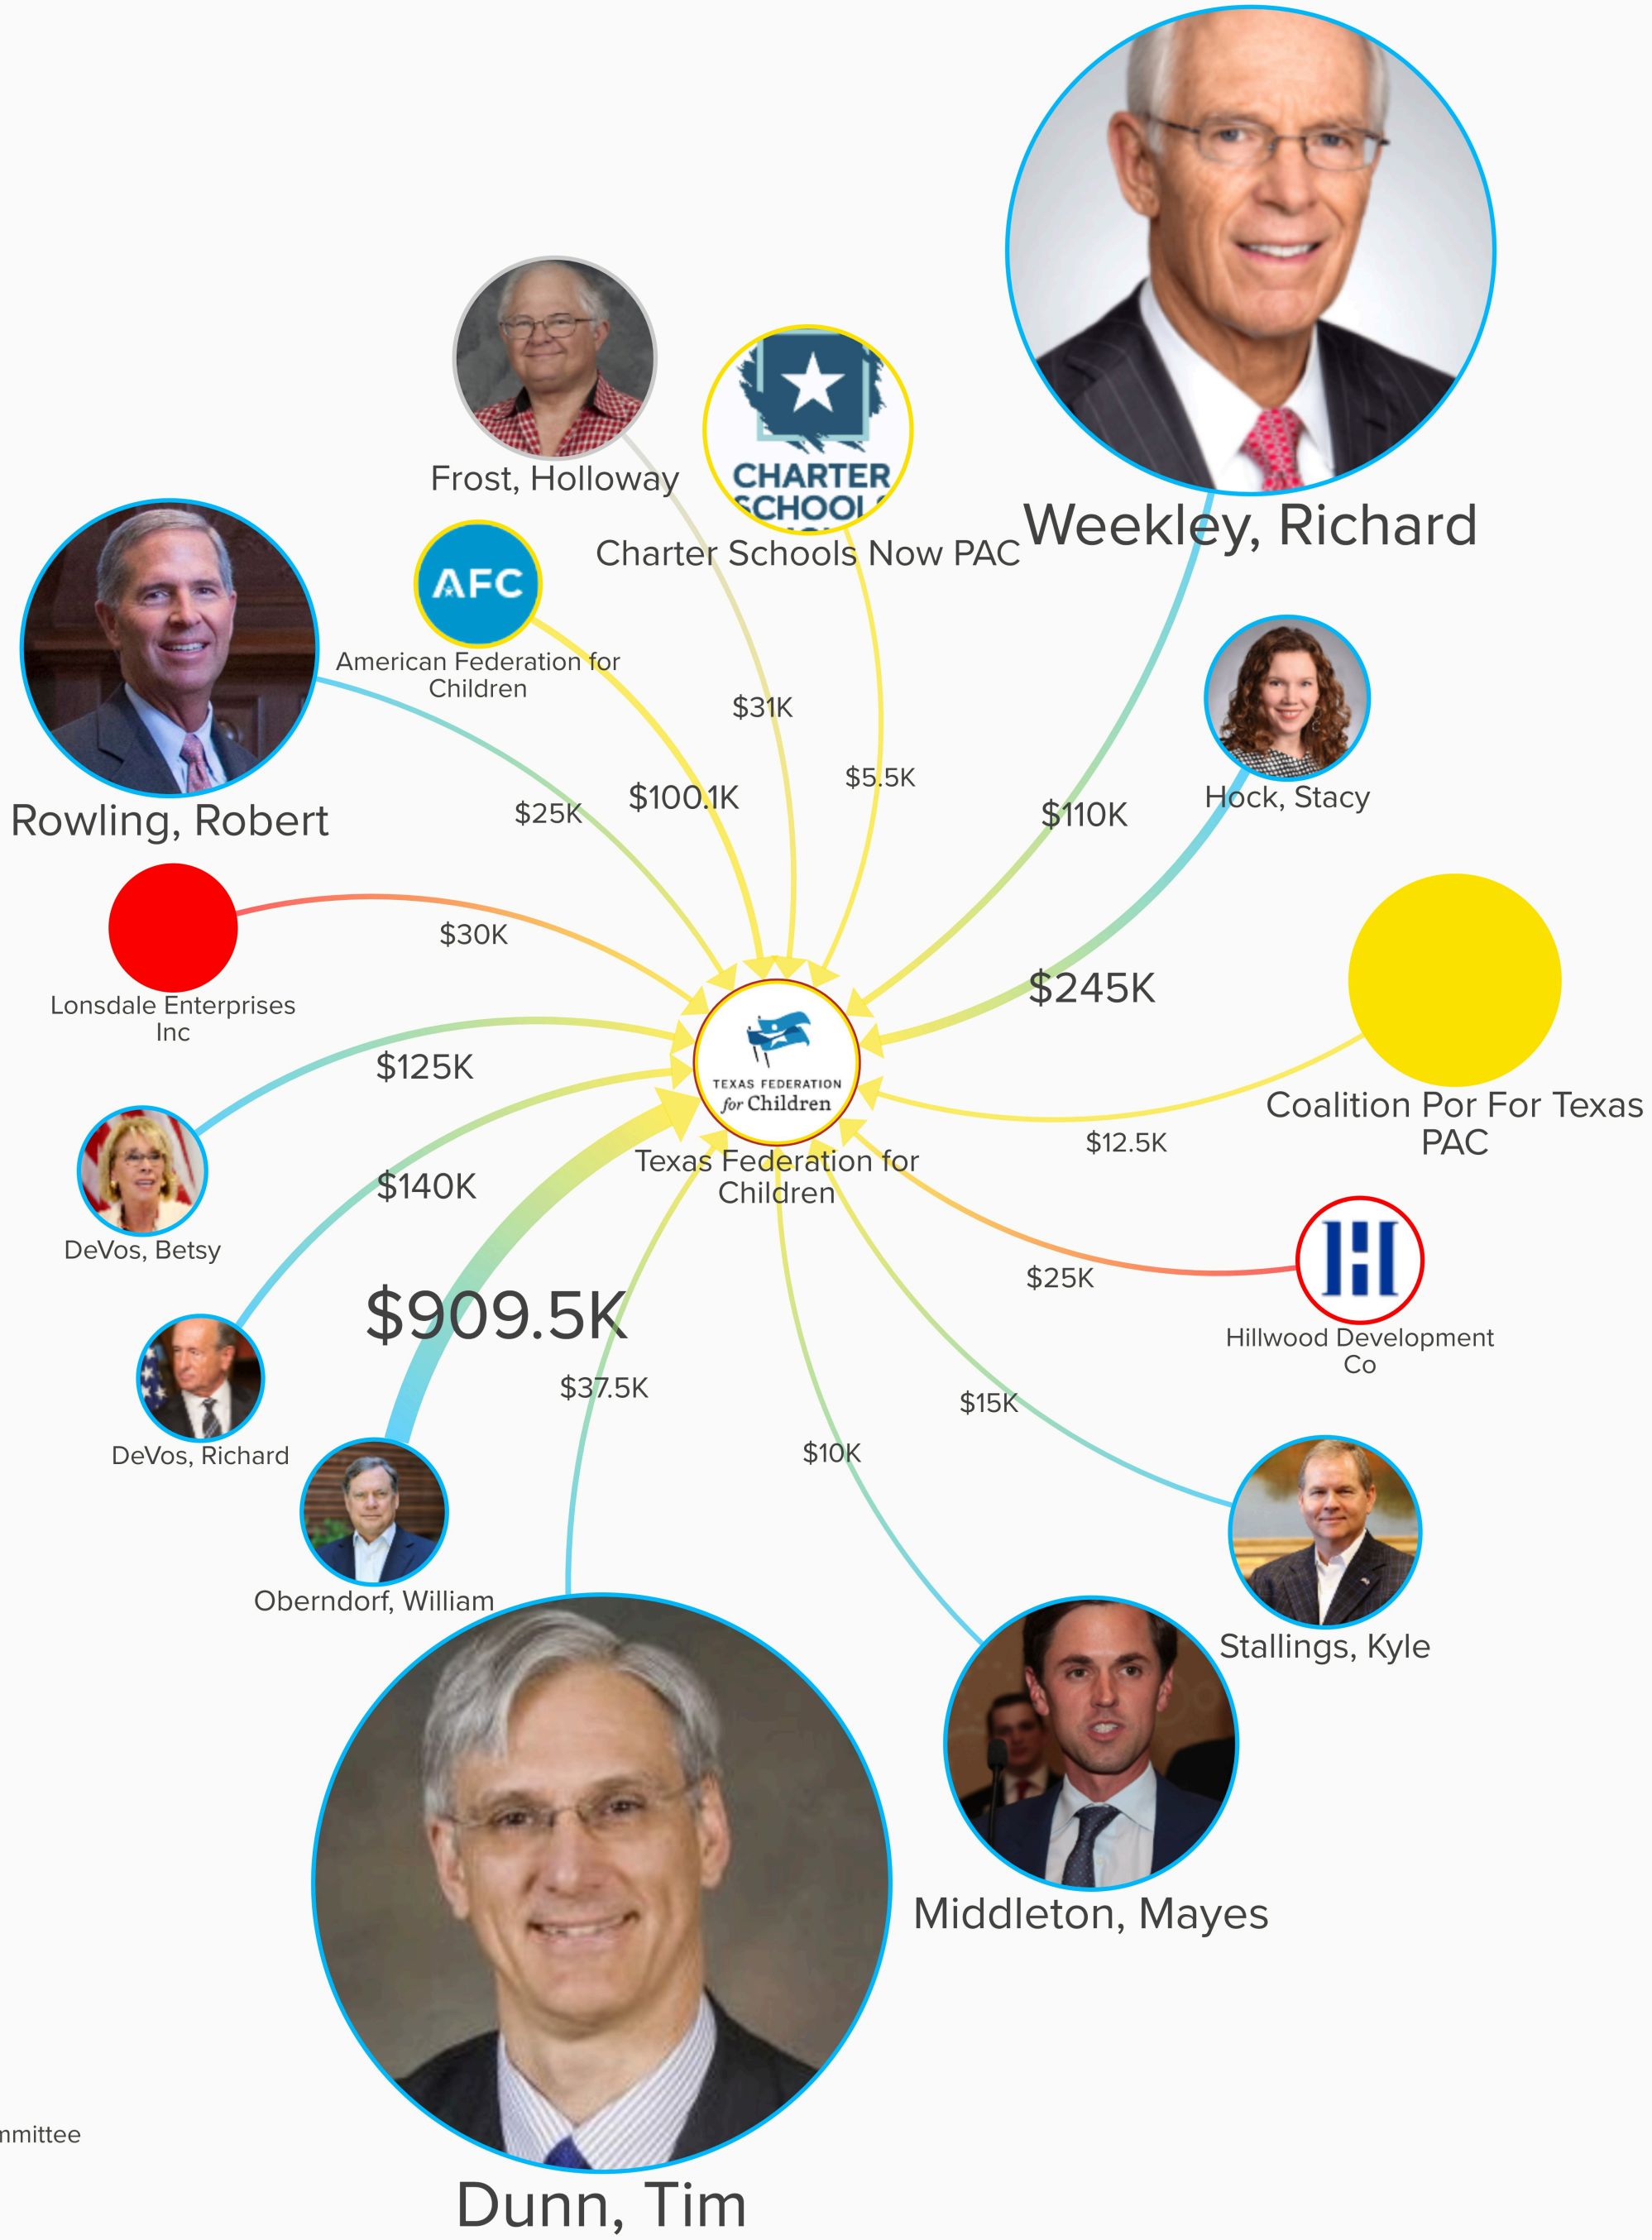 Frost, Holloway
CHARTER
SCHOOLS
Charter Schools Now PAC
Weekley, Richard
AFC
American Federation for
Children
Rowling, Robert
Hock, Stacy
$31K
$5.5K
$100.1K
$25K
$110K
$245K
Lonsdale Enterprises
Inc
$30K
$125K
TEXAS FEDERATION
for Children
Texas Federation for
Children
Coalition Por For Texas
PAC
$12.5K
DeVos, Betsy
$140K
H
Hillwood Development
Co
$25K
$909.5K
$37.5K
$15K
$10K
DeVos, Richard
Oberndorf, William
Stallings, Kyle
Middleton, Mayes
mmittee
Dunn, Tim